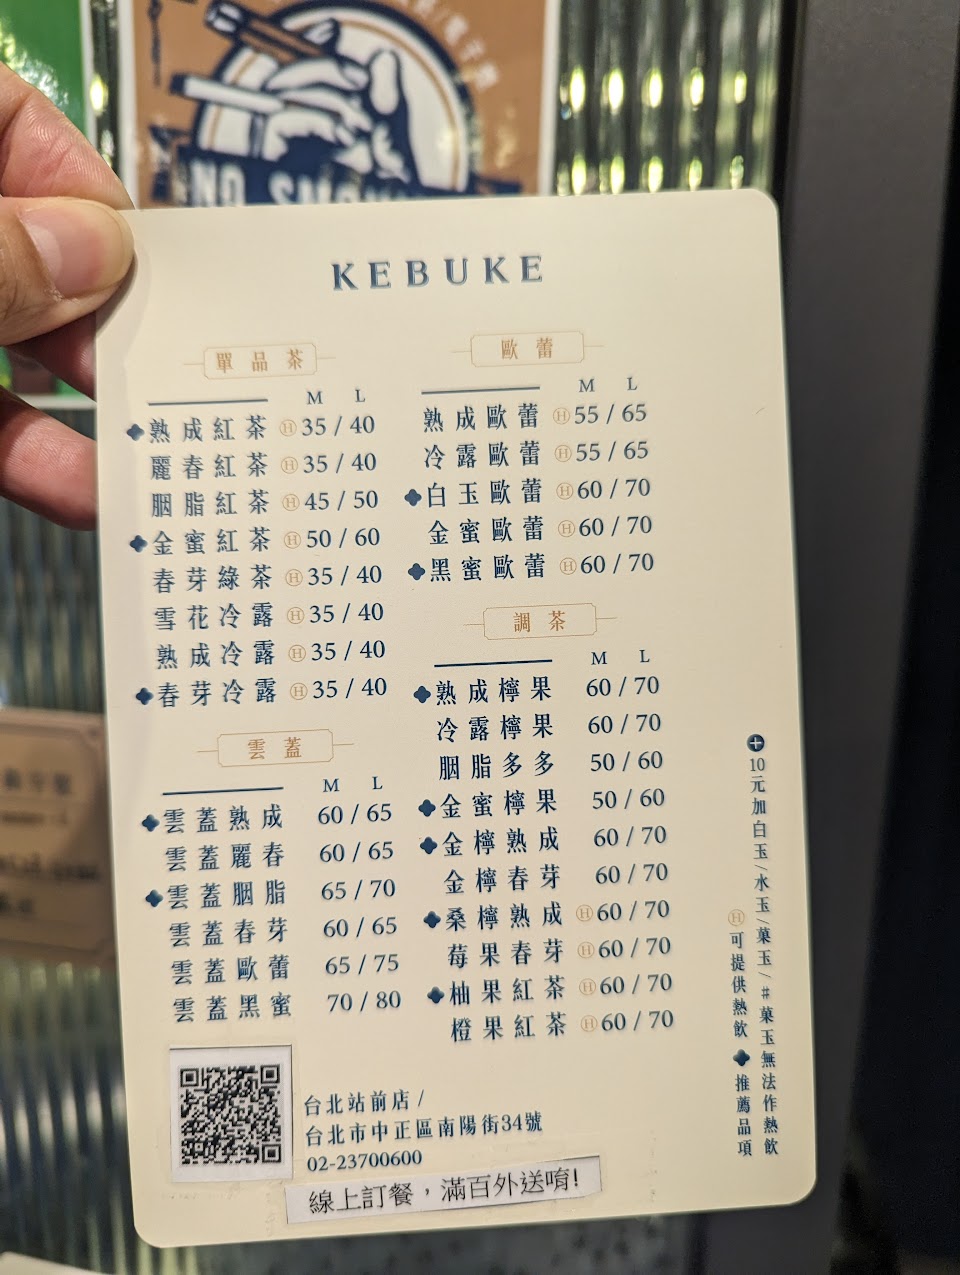 NO SMOK
KEBUKE
單品茶
M L
熟成紅茶 Ⓗ 35 / 40
麗春紅茶 Ⓗ 35 / 40
胭脂紅茶 Ⓗ 45 / 50
金蜜紅茶 Ⓗ 50 / 60
春芽綠茶 Ⓗ 35 / 40
雪花冷露 Ⓗ 35 / 40
熟成冷露 Ⓗ 35 / 40
春芽冷露 Ⓗ 35 / 40
雲蓋
M L
雲蓋熟成 60 / 65
雲蓋麗春 60 / 65
雲蓋胭脂 65 / 70
雲蓋春芽 60 / 65
雲蓋歐蕾 65 / 75
雲蓋黑蜜 70 / 80
歐蕾
M L
熟成歐蕾 Ⓗ 55 / 65
冷露歐蕾 Ⓗ 55 / 65
白玉歐蕾 Ⓗ 60 / 70
金蜜歐蕾 Ⓗ 60 / 70
黑蜜歐蕾 Ⓗ 60 / 70
調茶
M L
熟成檸果 60 / 70
冷露檸果 60 / 70
胭脂多多 50 / 60
金蜜檸果 50 / 60
金檸熟成 60 / 70
金檸春芽 60 / 70
桑檸熟成 Ⓗ 60 / 70
莓果春芽 Ⓗ 60 / 70
柚果紅茶 Ⓗ 60 / 70
橙果紅茶 Ⓗ 60 / 70
+ 10元加白玉/水玉/菓玉/#菓玉無法作熱飲
Ⓗ 可提供熱飲 推薦品項
台北站前店 /
台北市中正區南陽街34號
02-23700600
線上訂餐，滿百外送唷!